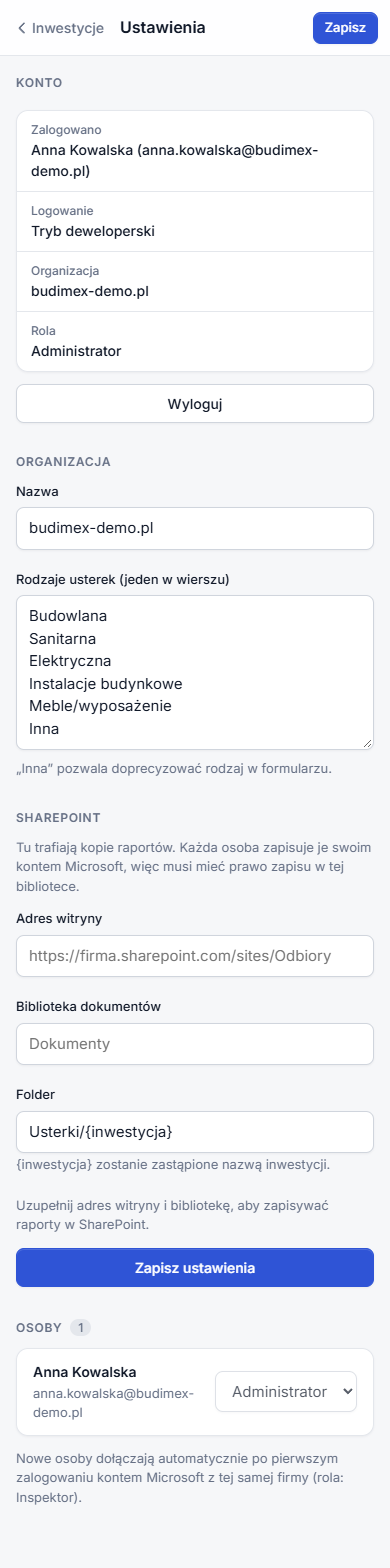 Inwestycje Ustawienia Zapisz
KONTO
Zalogowano
Anna Kowalska (anna.kowalska@budimex-
demo.pl)
Logowanie
Tryb deweloperski
Organizacja
budimex-demo.pl
Rola
Administrator
Wyloguj
ORGANIZACJA
Nazwa
budimex-demo.pl
Rodzaje usterek (jeden w wierszu)
Budowlana
Sanitarna
Elektryczna
Instalacje budynkowe
Meble/wyposażenie
Inna
„Inna” pozwala doprecyzować rodzaj w formularzu.
SHAREPOINT
Tu trafiają kopie raportów. Każda osoba zapisuje je swoim
kontem Microsoft, więc musi mieć prawo zapisu w tej
bibliotece.
Adres witryny
https://firma.sharepoint.com/sites/Odbiory
Biblioteka dokumentów
Dokumenty
Folder
Usterki/{inwestycja}
{inwestycja} zostanie zastąpione nazwą inwestycji.
Uzupełnij adres witryny i bibliotekę, aby zapisywać
raporty w SharePoint.
Zapisz ustawienia
OSOBY 1
Anna Kowalska
anna.kowalska@budimex-
demo.pl
Administrator
Nowe osoby dołączają automatycznie po pierwszym
zalogowaniu kontem Microsoft z tej samej firmy (rola:
Inspektor).